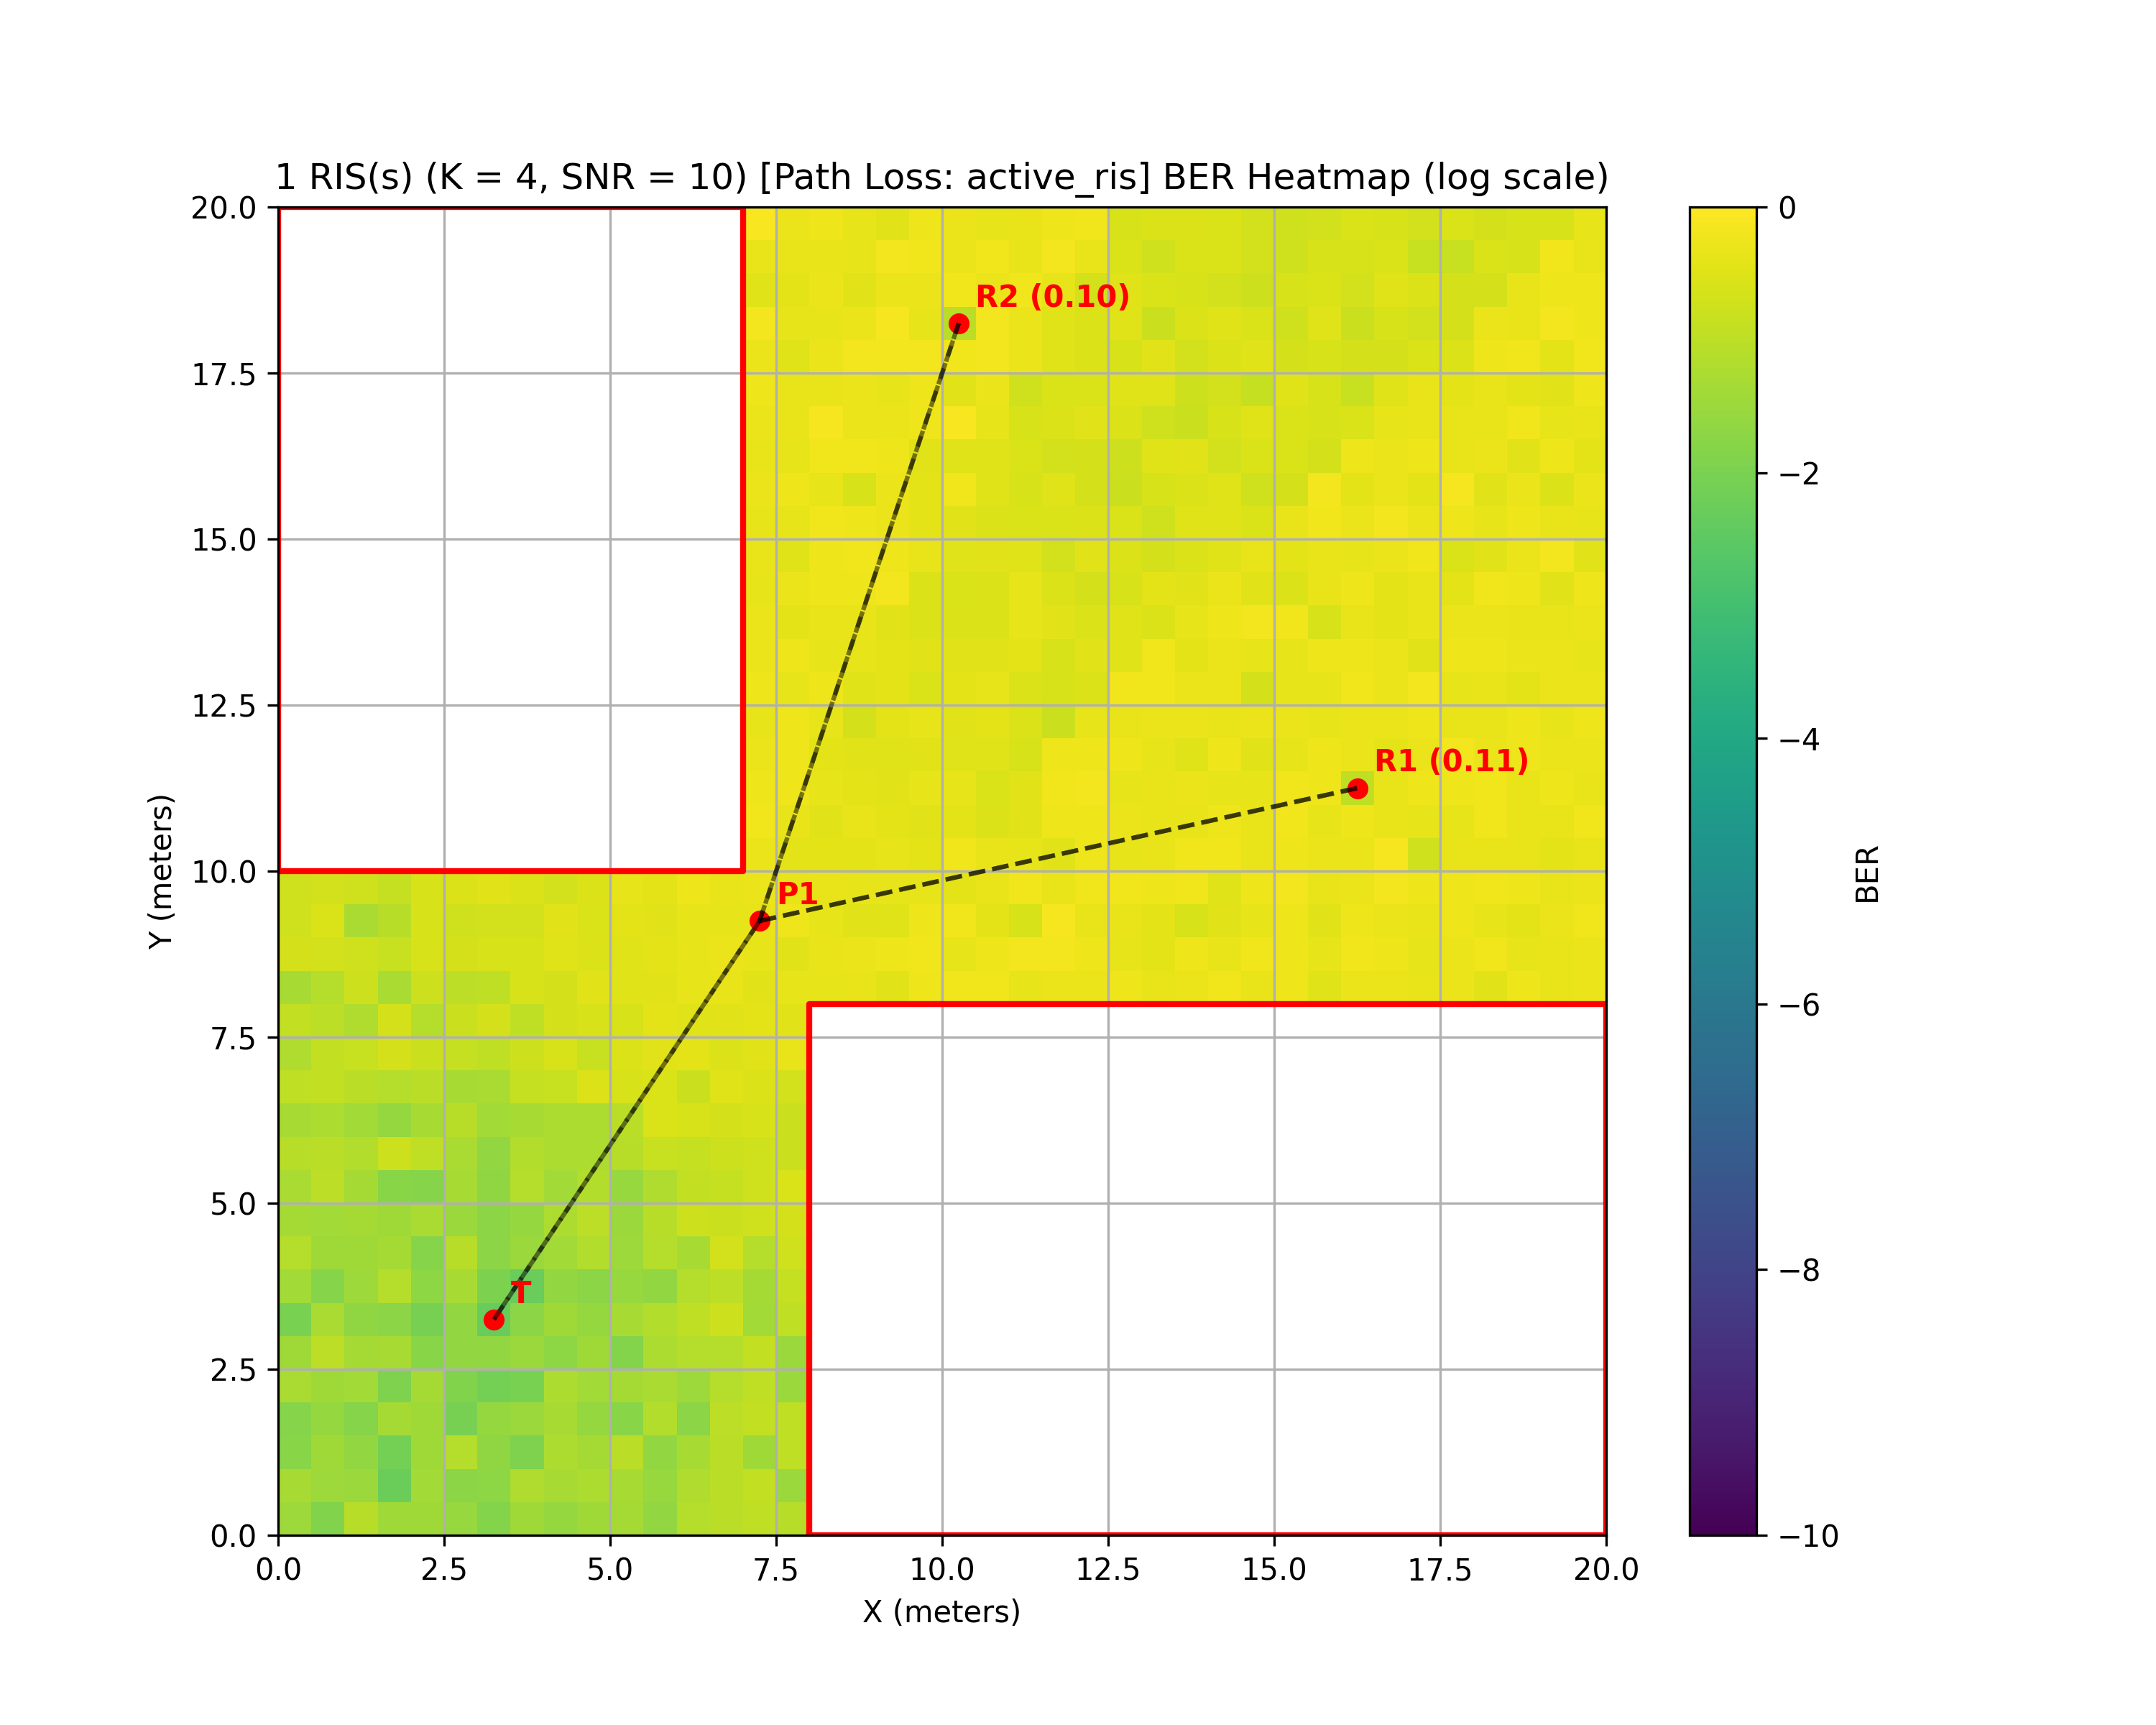 1 RIS(s) (K = 4, SNR = 10) [Path Loss: active_ris] BER Heatmap (log scale)
20.0
17.5
15.0
12.5
10.0
7.5
5.0
2.5
0.0
Y (meters)
0.0 2.5 5.0 7.5 10.0 12.5 15.0 17.5 20.0
X (meters)
R2 (0.10)
R1 (0.11)
P1
T
0
−2
−4
−6
−8
−10
BER